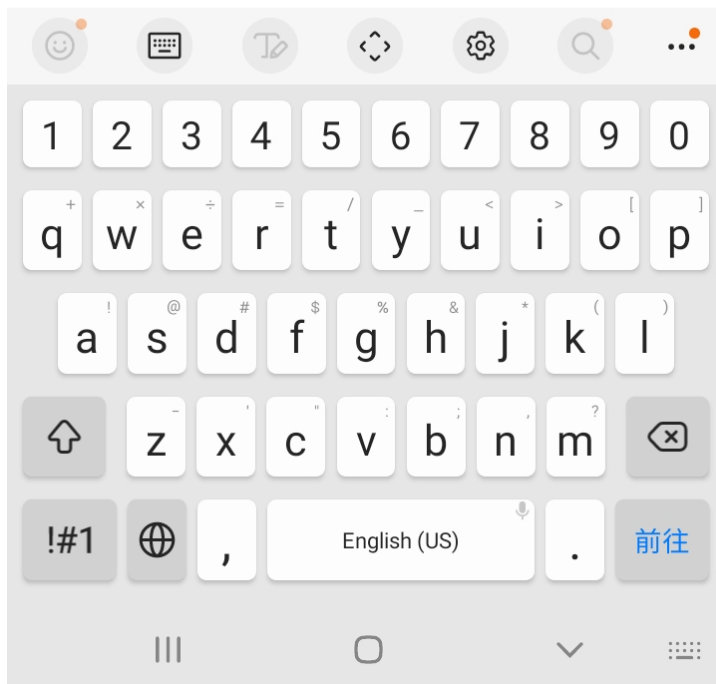 1 2 3 4 5 6 7 8 9 0
+ × ÷ = / _ < > [ ]
q w e r t y u i o p
! @ # $ % & * ( )
a s d f g h j k l
- ' " : ; , ?
z x c v b n m
!#1 , English (US) . 前往